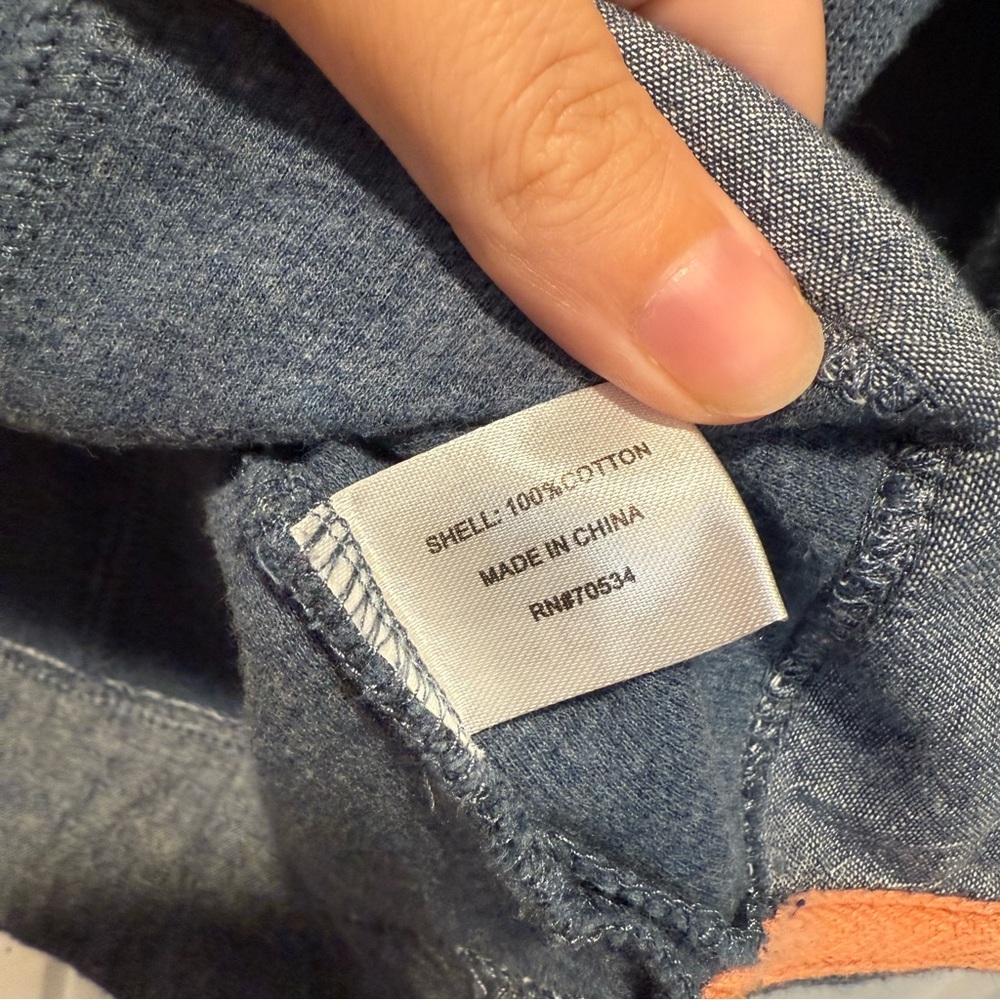 SHELL: 100%COTTON
MADE IN CHINA
RN#70534